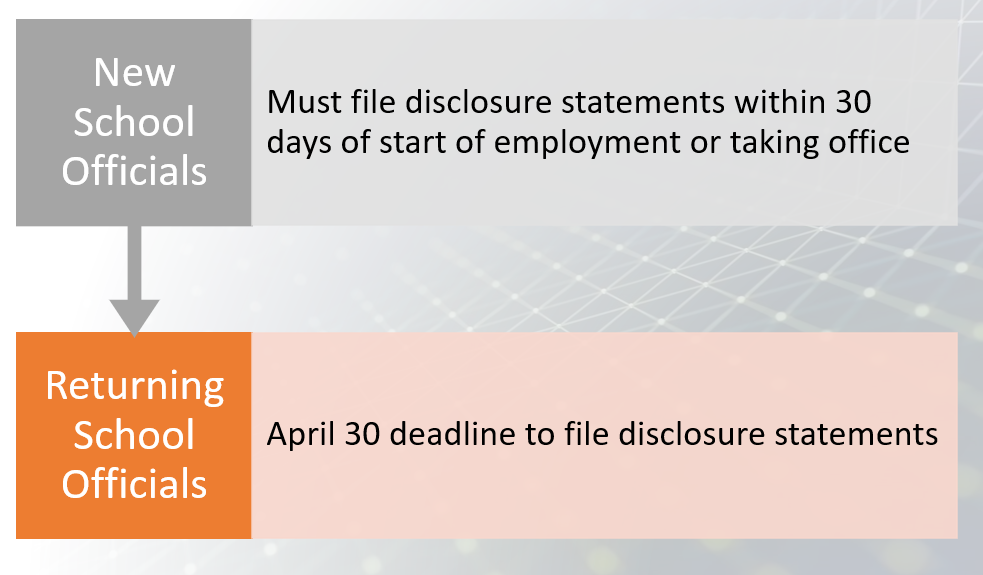 New
School
Officials
Must file disclosure statements within 30
days of start of employment or taking office
Returning
School
Officials
April 30 deadline to file disclosure statements